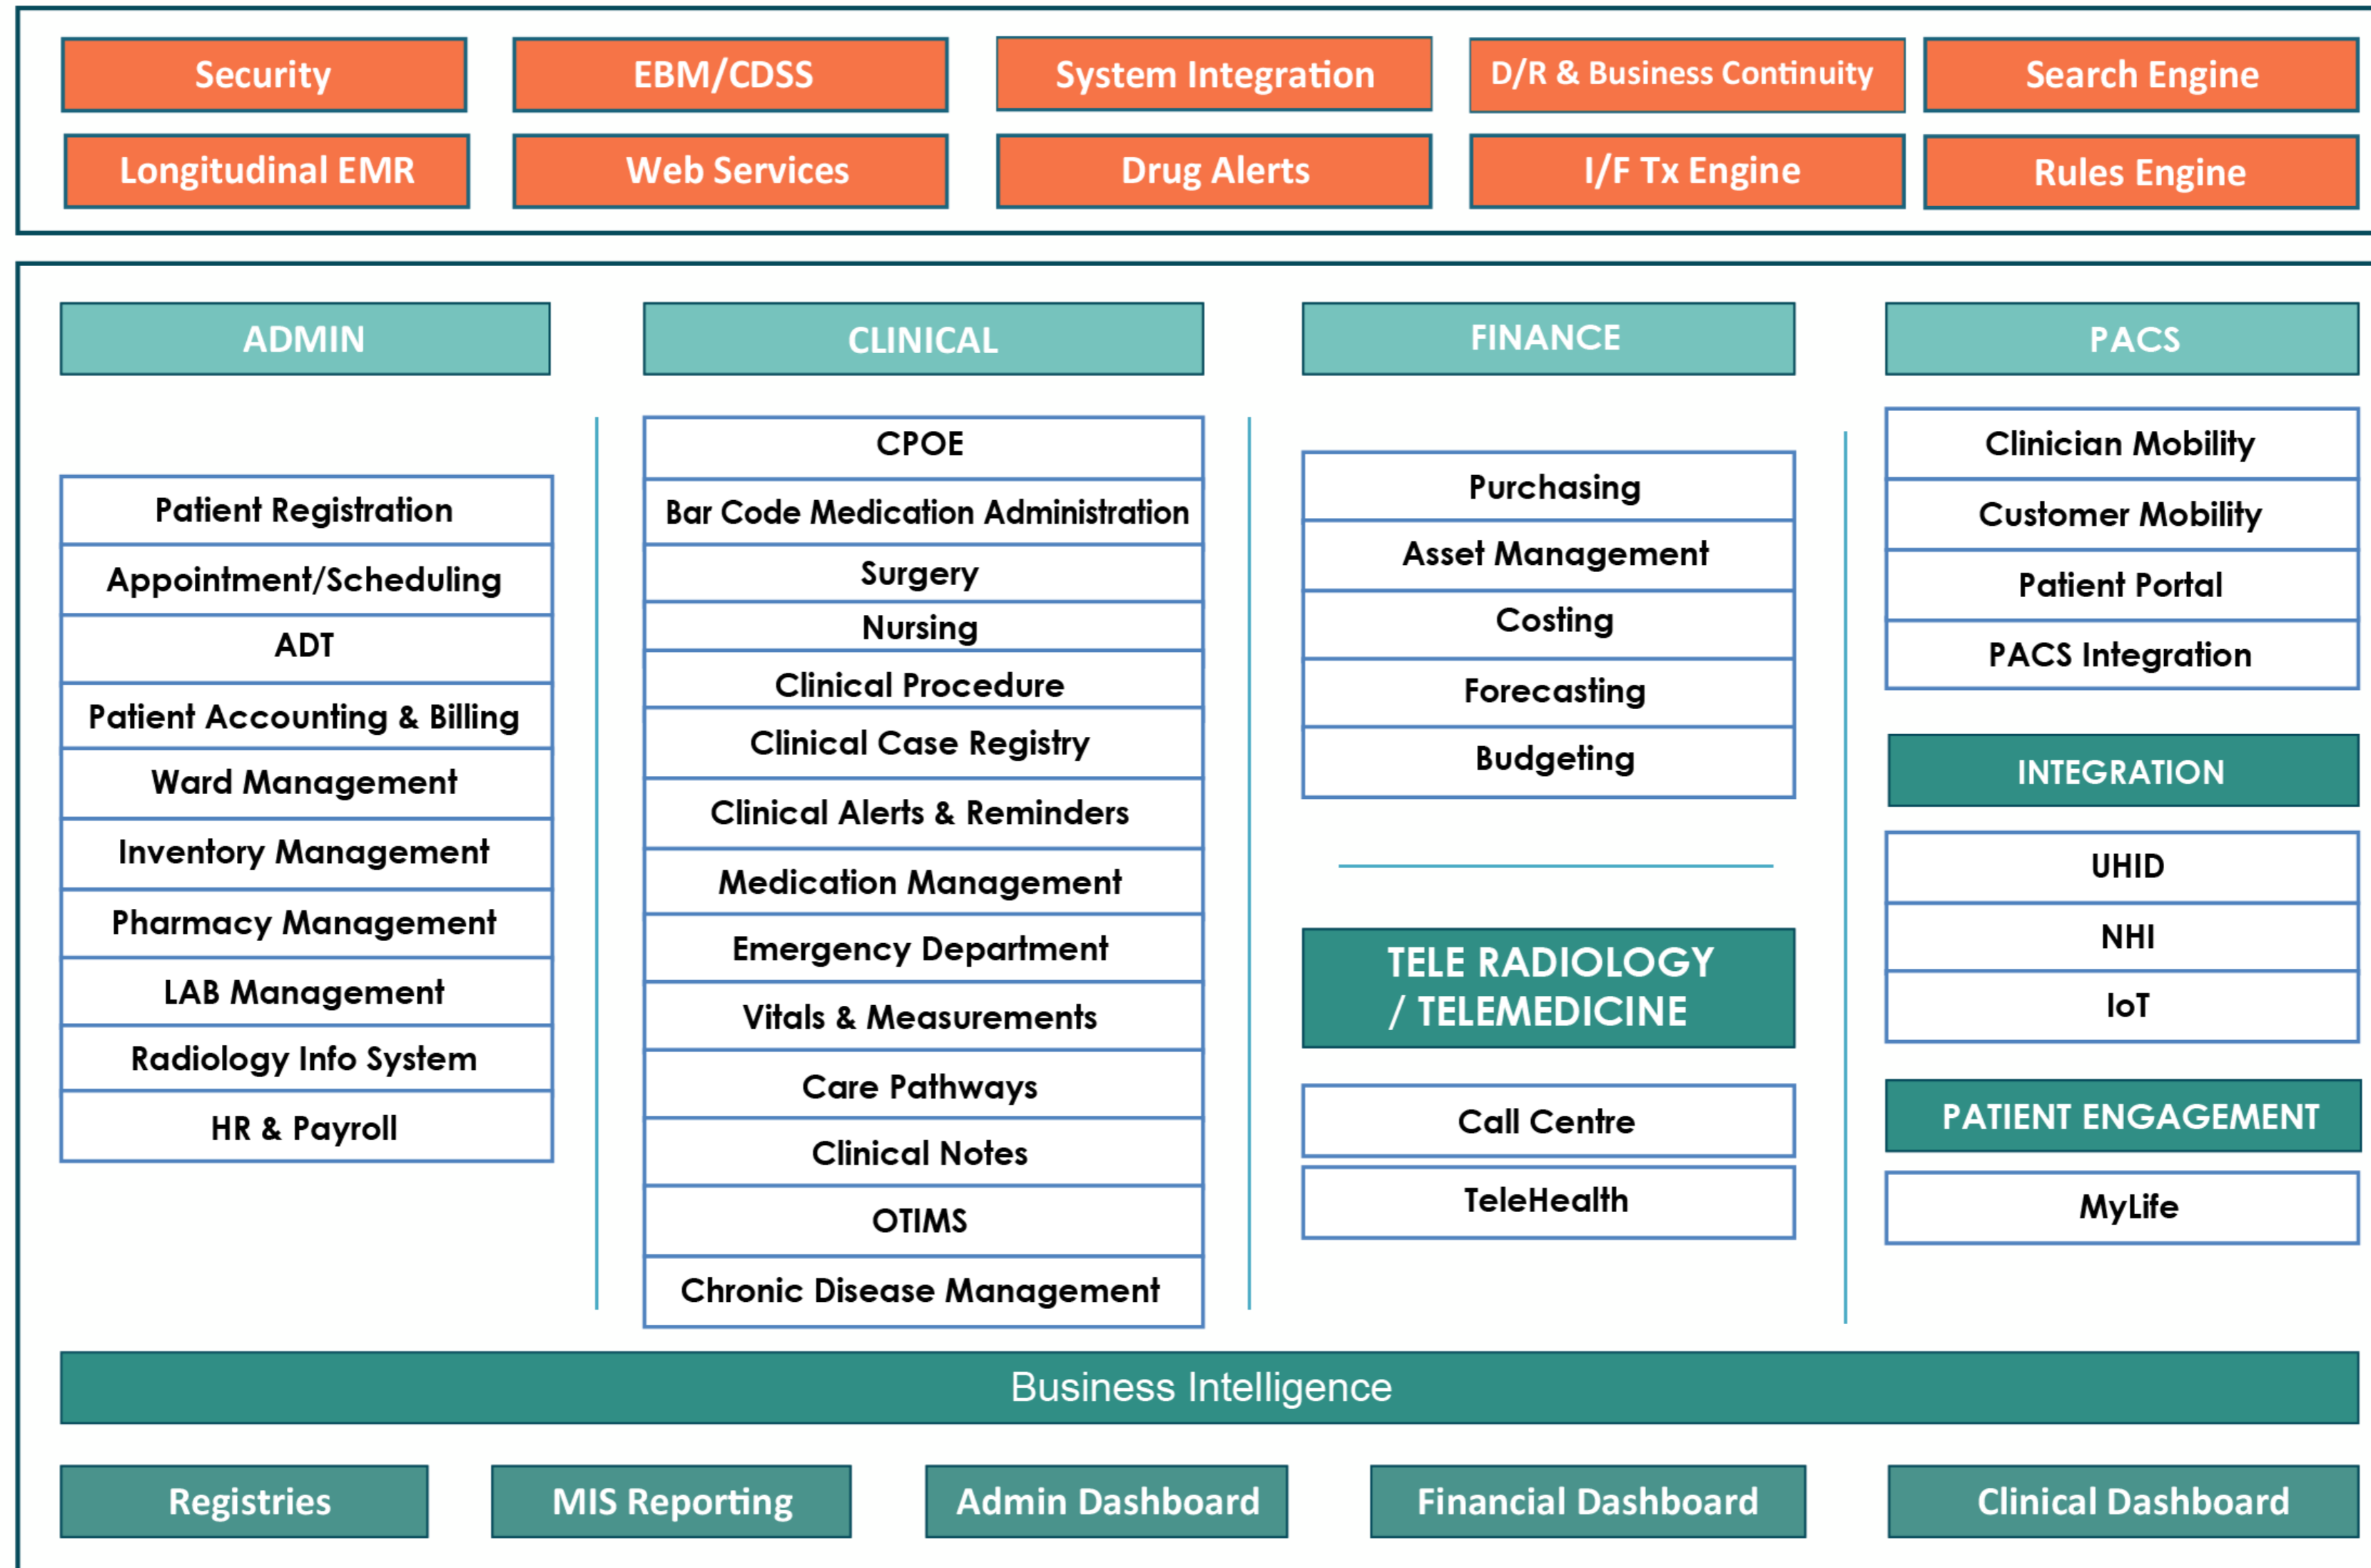 Security
EBM/CDSS
System Integration
D/R & Business Continuity
Search Engine
Longitudinal EMR
Web Services
Drug Alerts
I/F Tx Engine
Rules Engine
ADMIN
Patient Registration
Appointment/Scheduling
ADT
Patient Accounting & Billing
Ward Management
Inventory Management
Pharmacy Management
LAB Management
Radiology Info System
HR & Payroll
CLINICAL
CPOE
Bar Code Medication Administration
Surgery
Nursing
Clinical Procedure
Clinical Case Registry
Clinical Alerts & Reminders
Medication Management
Emergency Department
Vitals & Measurements
Care Pathways
Clinical Notes
OTIMS
Chronic Disease Management
FINANCE
Purchasing
Asset Management
Costing
Forecasting
Budgeting
TELE RADIOLOGY
/ TELEMEDICINE
Call Centre
TeleHealth
PACS
Clinician Mobility
Customer Mobility
Patient Portal
PACS Integration
INTEGRATION
UHID
NHI
IoT
PATIENT ENGAGEMENT
MyLife
Business Intelligence
Registries
MIS Reporting
Admin Dashboard
Financial Dashboard
Clinical Dashboard